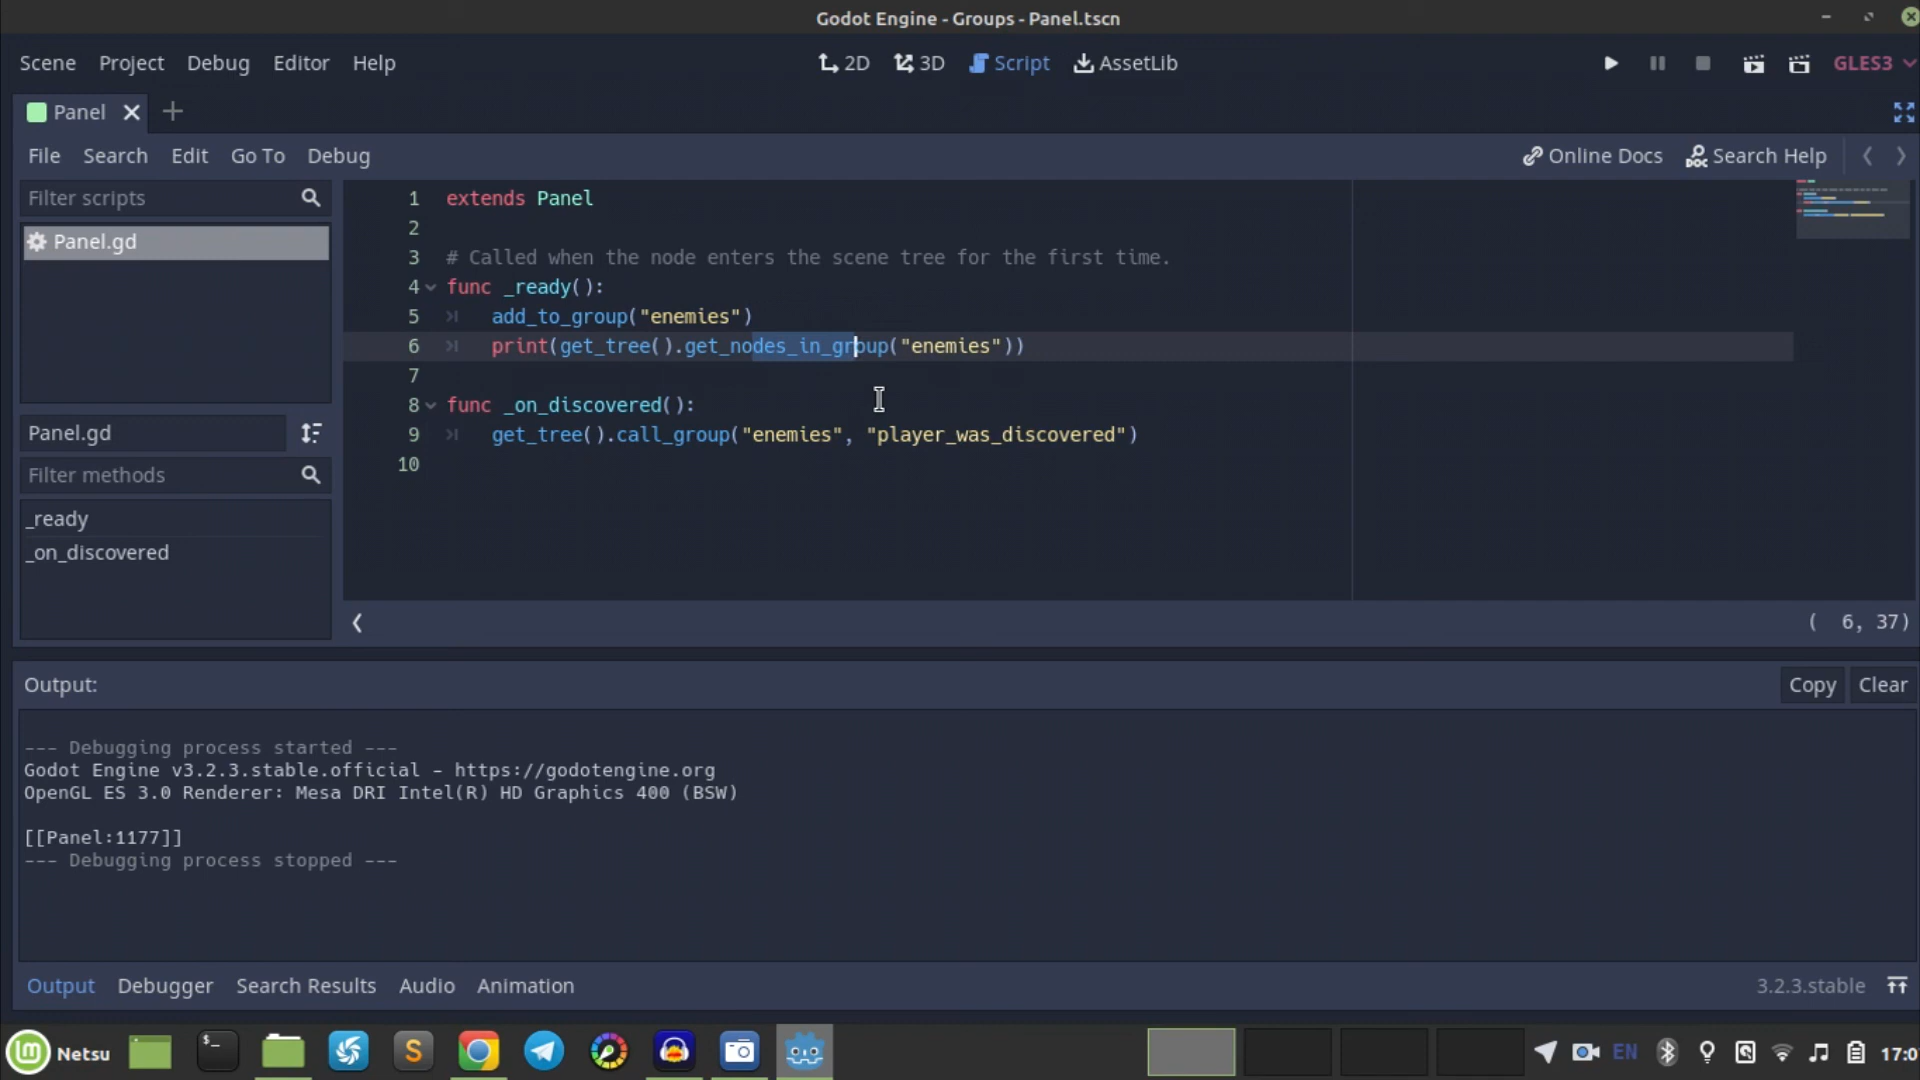 Godot Engine - Groups - Panel.tscn
Scene Project Debug Editor Help 2D 3D Script AssetLib GLES3
Panel
File Search Edit Go To Debug Online Docs Search Help
Filter scripts
Panel.gd
Panel.gd
Filter methods
_ready
_on_discovered
1 extends Panel
2
3 # Called when the node enters the scene tree for the first time.
4 func _ready():
5 add_to_group("enemies")
6 print(get_tree().get_nodes_in_group("enemies"))
7
8 func _on_discovered():
9 get_tree().call_group("enemies", "player_was_discovered")
10
( 6, 37)
Output: Copy Clear
--- Debugging process started ---
Godot Engine v3.2.3.stable.official - https://godotengine.org
OpenGL ES 3.0 Renderer: Mesa DRI Intel(R) HD Graphics 400 (BSW)
[[Panel:1177]]
--- Debugging process stopped ---
Output Debugger Search Results Audio Animation 3.2.3.stable
Netsu EN